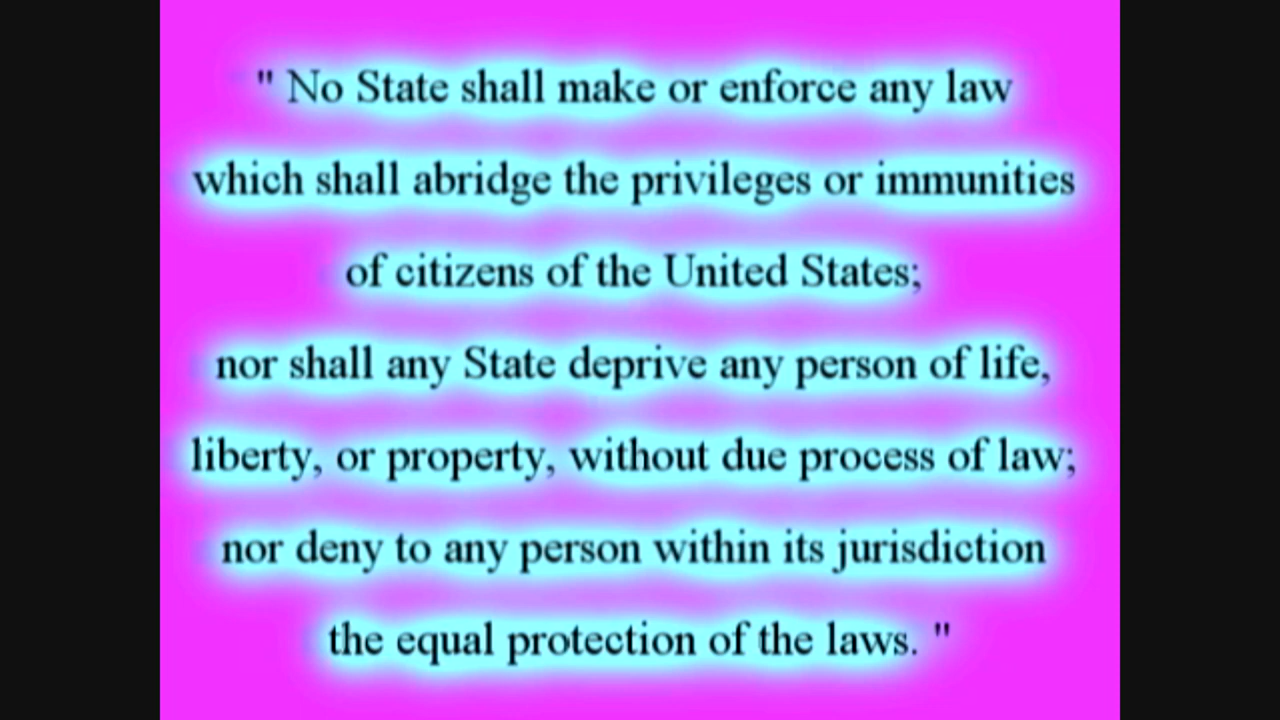 " No State shall make or enforce any law
which shall abridge the privileges or immunities
of citizens of the United States;
nor shall any State deprive any person of life,
liberty, or property, without due process of law;
nor deny to any person within its jurisdiction
the equal protection of the laws. "